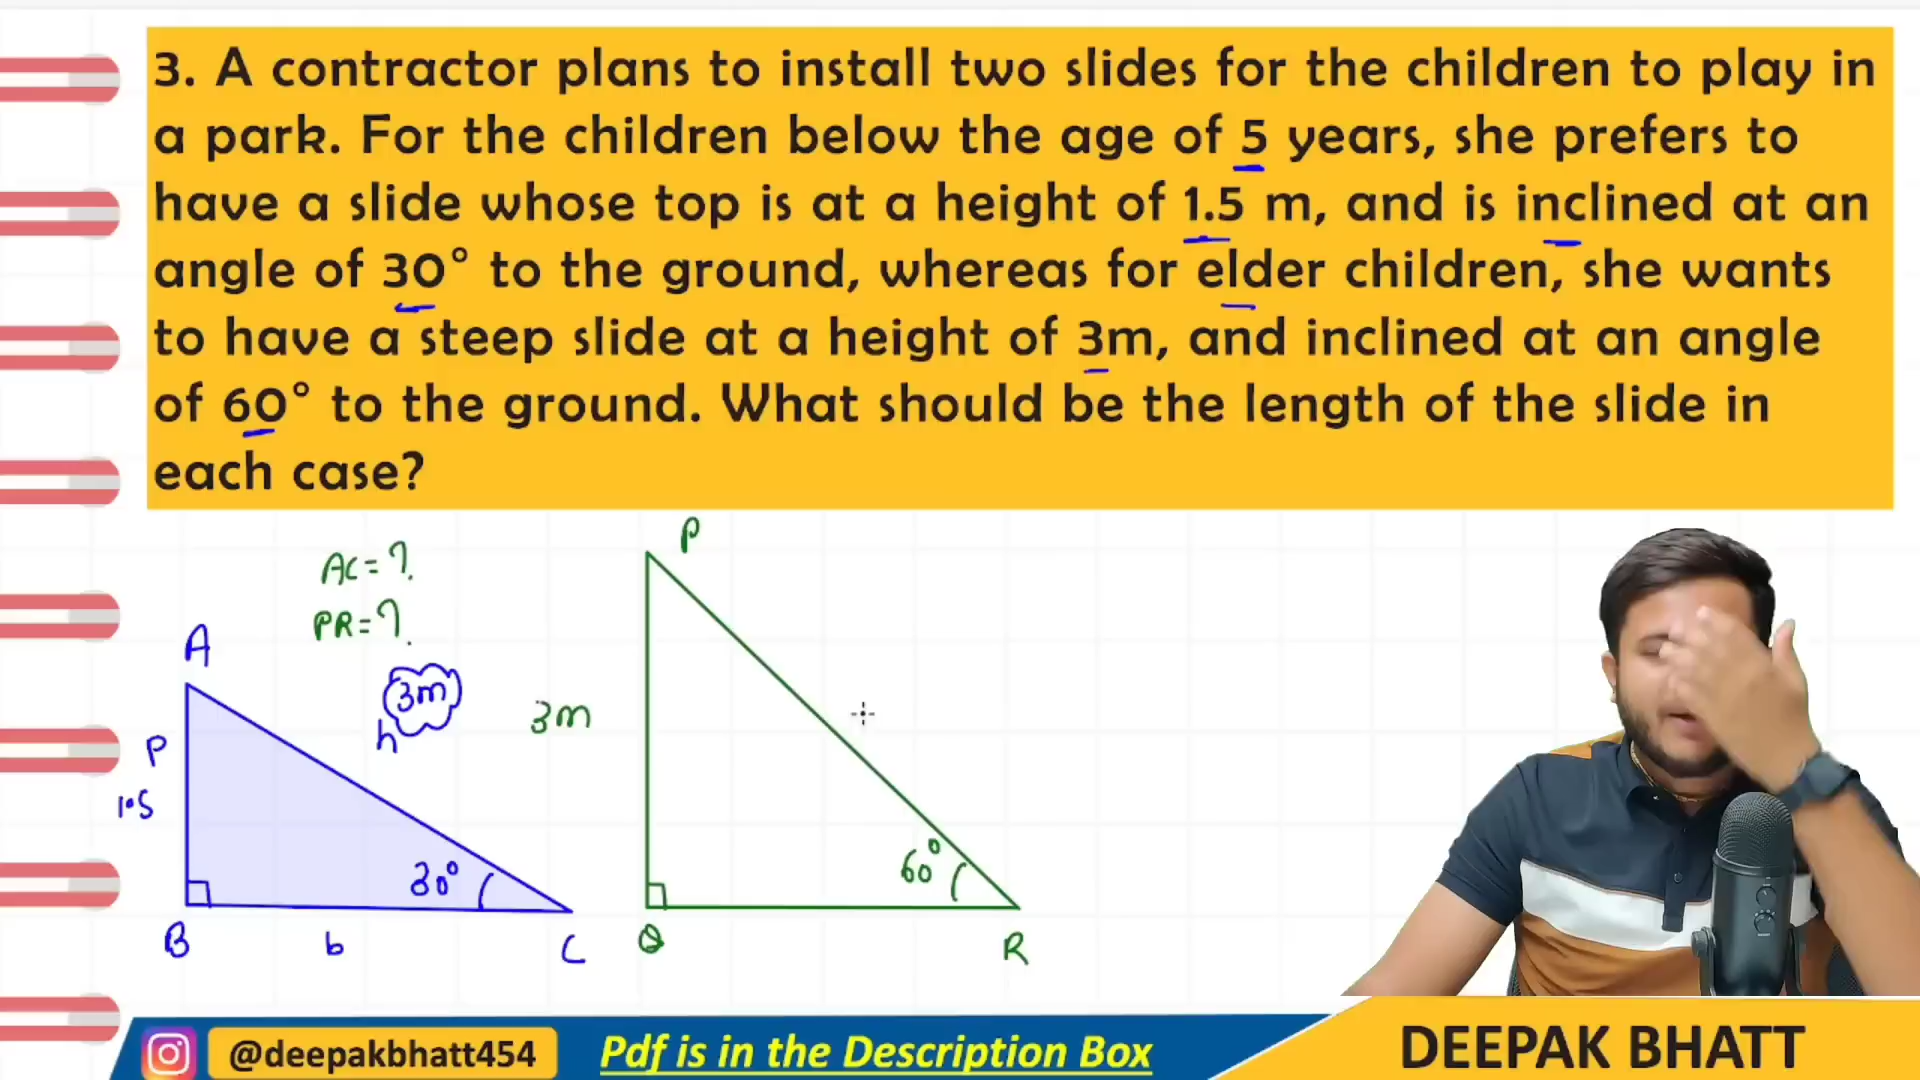 3. A contractor plans to install two slides for the children to play in
a park. For the children below the age of 5 years, she prefers to
have a slide whose top is at a height of 1.5 m, and is inclined at an
angle of 30° to the ground, whereas for elder children, she wants
to have a steep slide at a height of 3m, and inclined at an angle
of 60° to the ground. What should be the length of the slide in
each case?
P
AC = ?
PR = ?
A
3m
h
3m
P
1.5
30°
60°
B
b
C
Q
R
@deepakbhatt454
Pdf is in the Description Box
DEEPAK BHATT